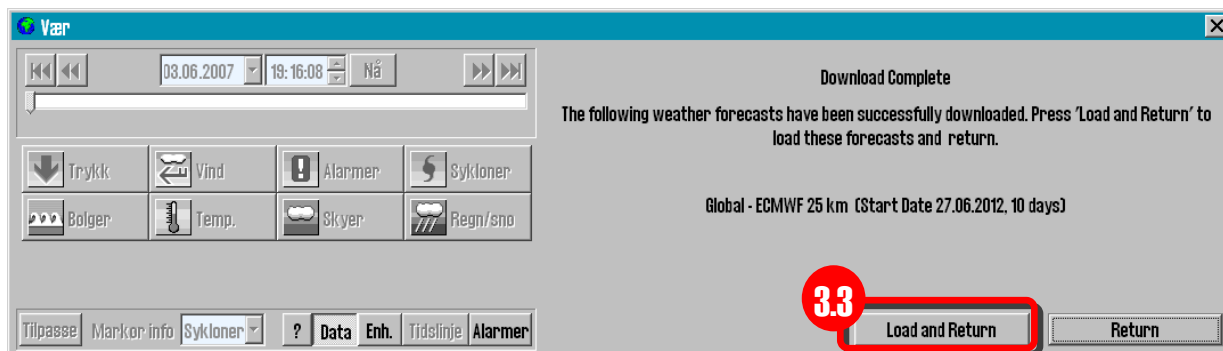 Vær
03.06.2007 19:16:08 Nå
Trykk Vind Alarmer Sykloner
Bolger Temp. Skyer Regn/sno
Tilpasse Markor info Sykloner ? Data Enh. Tidslinje Alarmer
Download Complete
The following weather forecasts have been successfully downloaded. Press 'Load and Return' to
load these forecasts and return.
Global - ECMWF 25 km (Start Date 27.06.2012, 10 days)
3.3
Load and Return Return